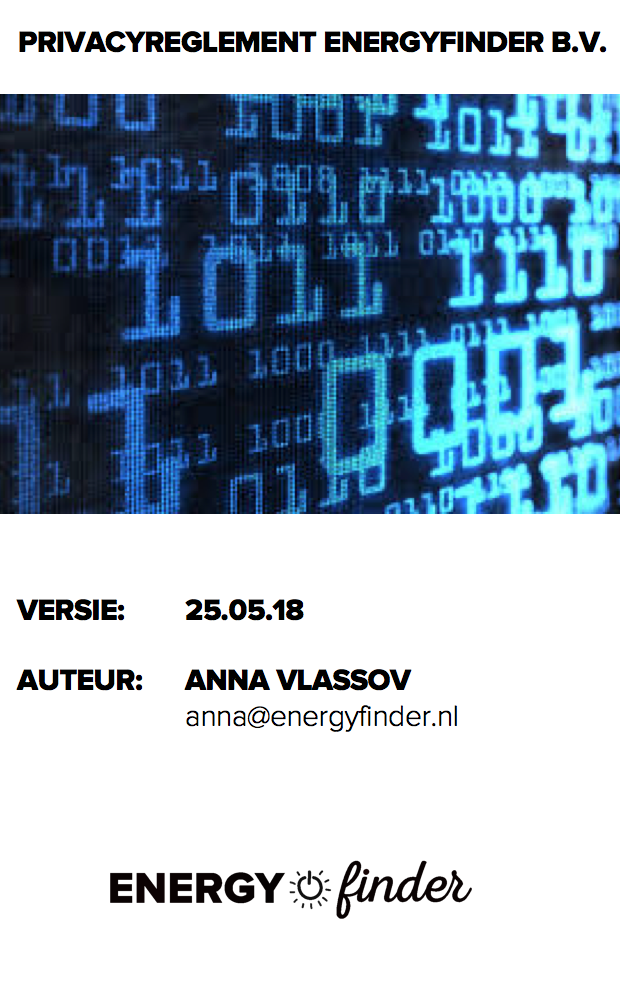 PRIVACYREGLEMENT ENERGYFINDER B.V.
VERSIE: 25.05.18
AUTEUR: ANNA VLASSOV
anna@energyfinder.nl
ENERGY finder